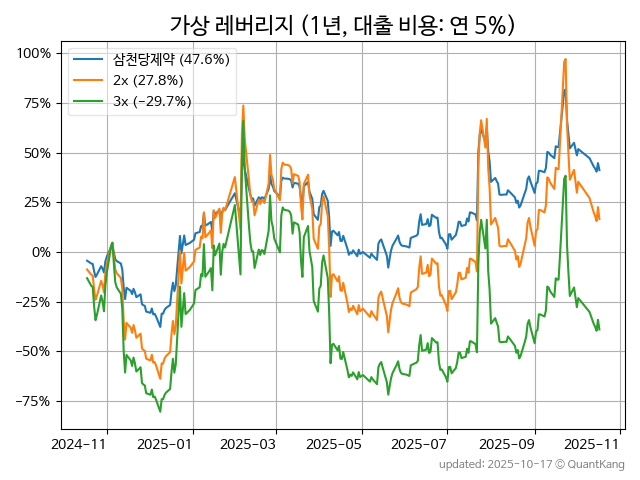 가상 레버리지 (1년, 대출 비용: 연 5%)
삼천당제약 (47.6%)
2x (27.8%)
3x (−29.7%)
100%
75%
50%
25%
0%
−25%
−50%
−75%
2024-11 2025-01 2025-03 2025-05 2025-07 2025-09 2025-11
updated: 2025-10-17 © QuantKang